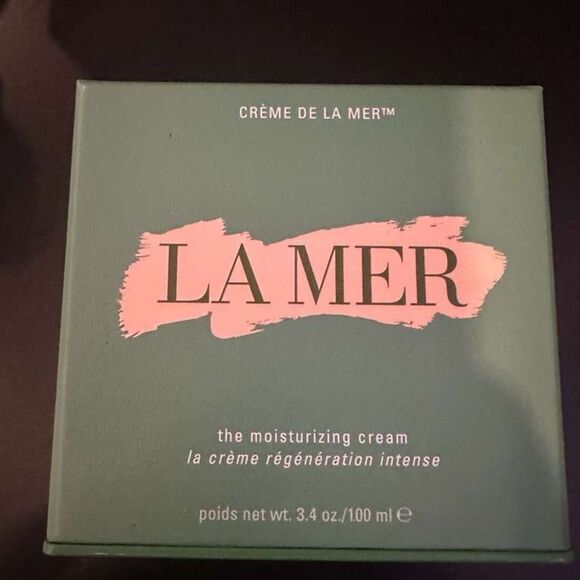 CRÈME DE LA MER™
LA MER
the moisturizing cream
la crème régénération intense
poids net wt. 3.4 oz./100 ml ℮